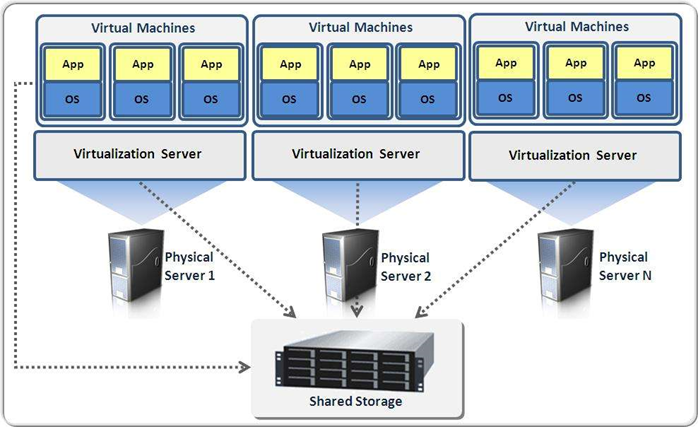 Virtual Machines
App App App
OS OS OS
Virtualization Server
Physical
Server 1
Virtual Machines
App App App
OS OS OS
Virtualization Server
Physical
Server 2
Virtual Machines
App App App
OS OS OS
Virtualization Server
Physical
Server N
Shared Storage